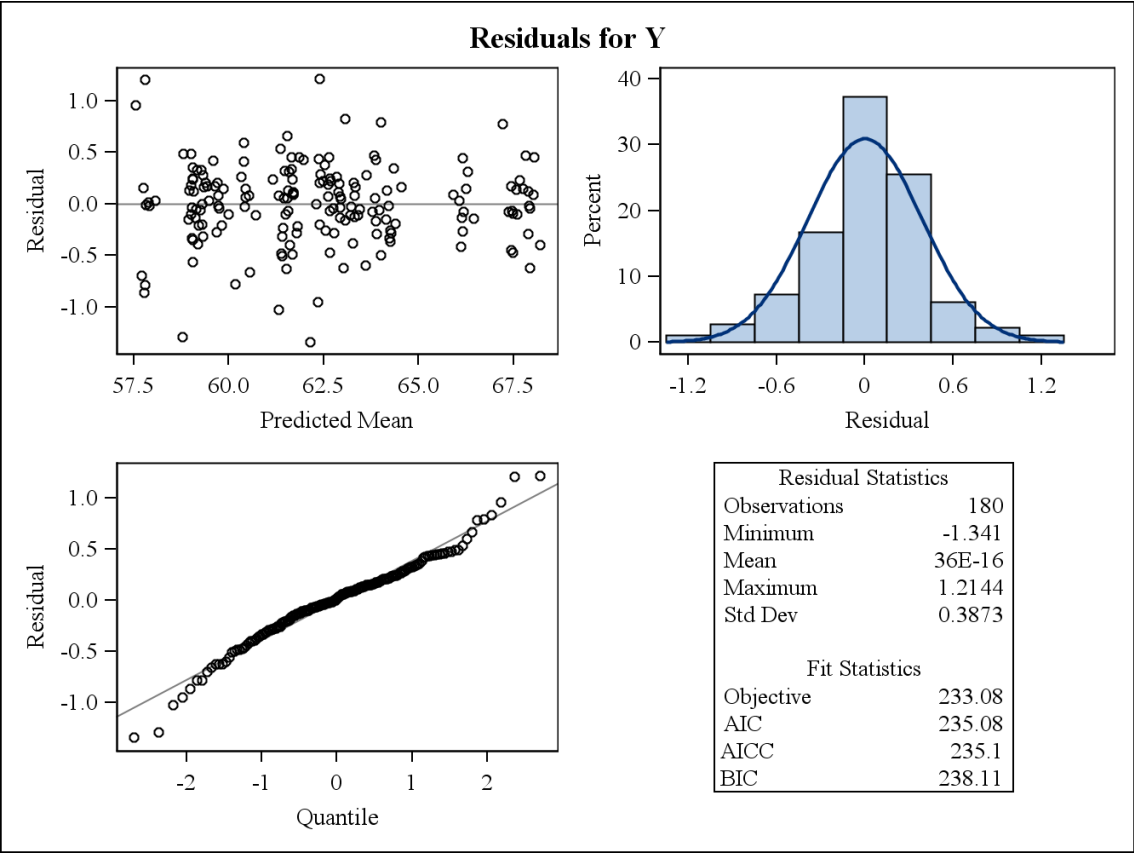 Residuals for Y
Residual
1.0
0.5
0.0
-0.5
-1.0
57.5 60.0 62.5 65.0 67.5
Predicted Mean
Percent
40
30
20
10
0
-1.2 -0.6 0 0.6 1.2
Residual
Residual
1.0
0.5
0.0
-0.5
-1.0
-2 -1 0 1 2
Quantile
Residual Statistics
Observations 180
Minimum -1.341
Mean 36E-16
Maximum 1.2144
Std Dev 0.3873
Fit Statistics
Objective 233.08
AIC 235.08
AICC 235.1
BIC 238.11